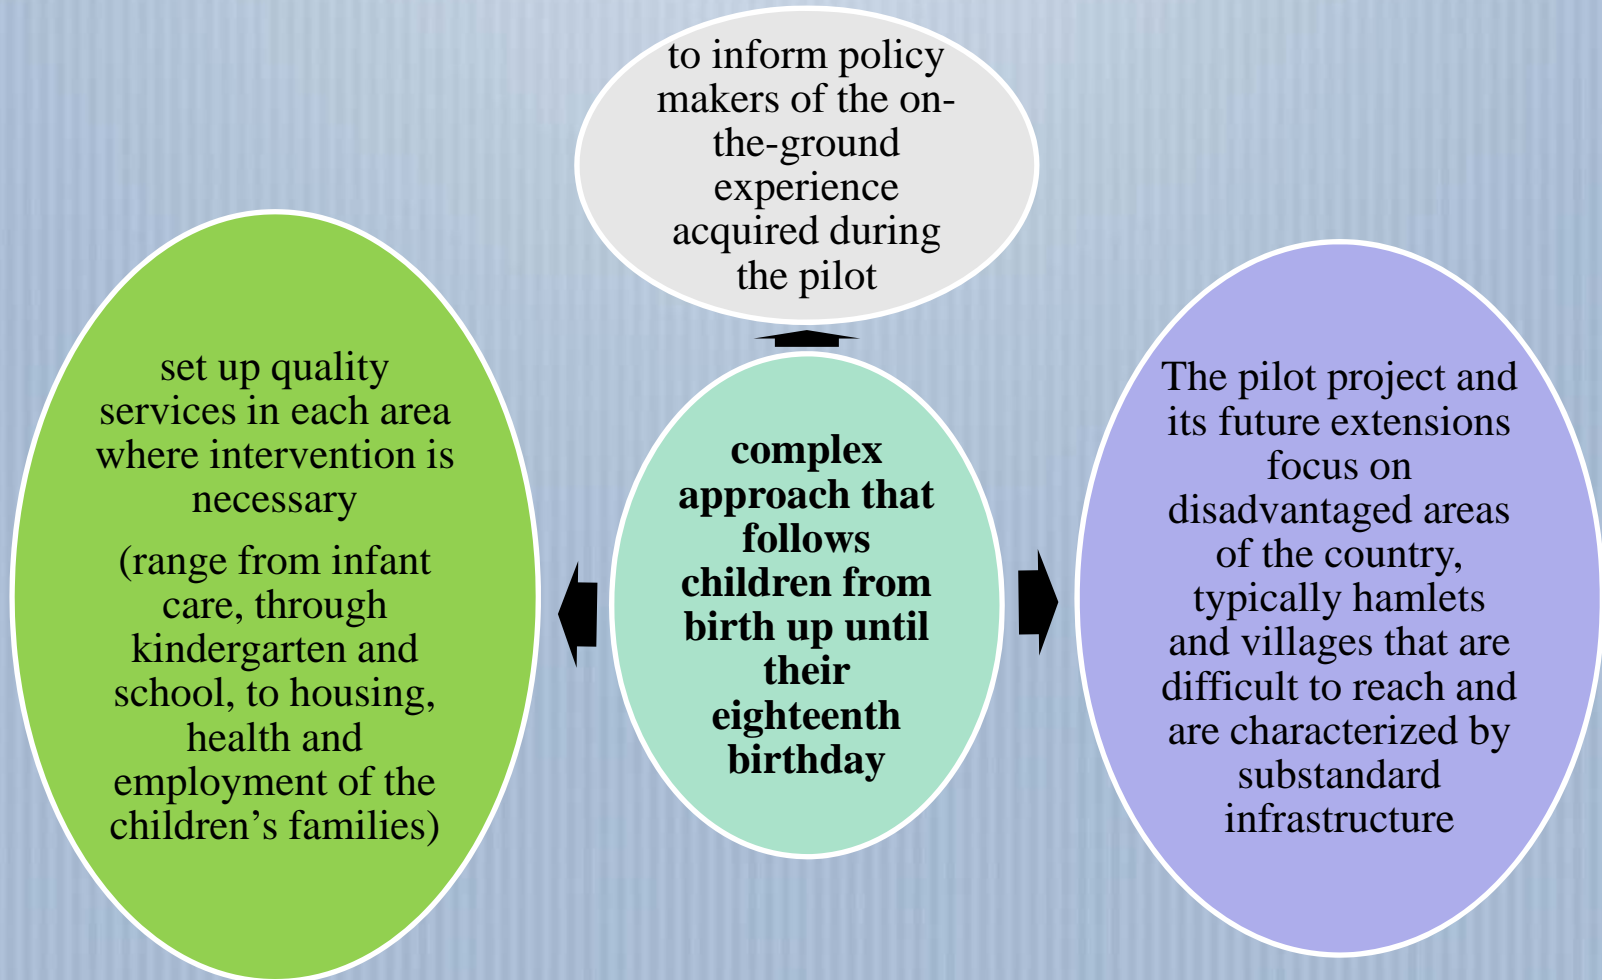 to inform policy
makers of the on-
the-ground
experience
acquired during
the pilot
set up quality
services in each area
where intervention is
necessary
(range from infant
care, through
kindergarten and
school, to housing,
health and
employment of the
children’s families)
complex
approach that
follows
children from
birth up until
their
eighteenth
birthday
The pilot project and
its future extensions
focus on
disadvantaged areas
of the country,
typically hamlets
and villages that are
difficult to reach and
are characterized by
substandard
infrastructure